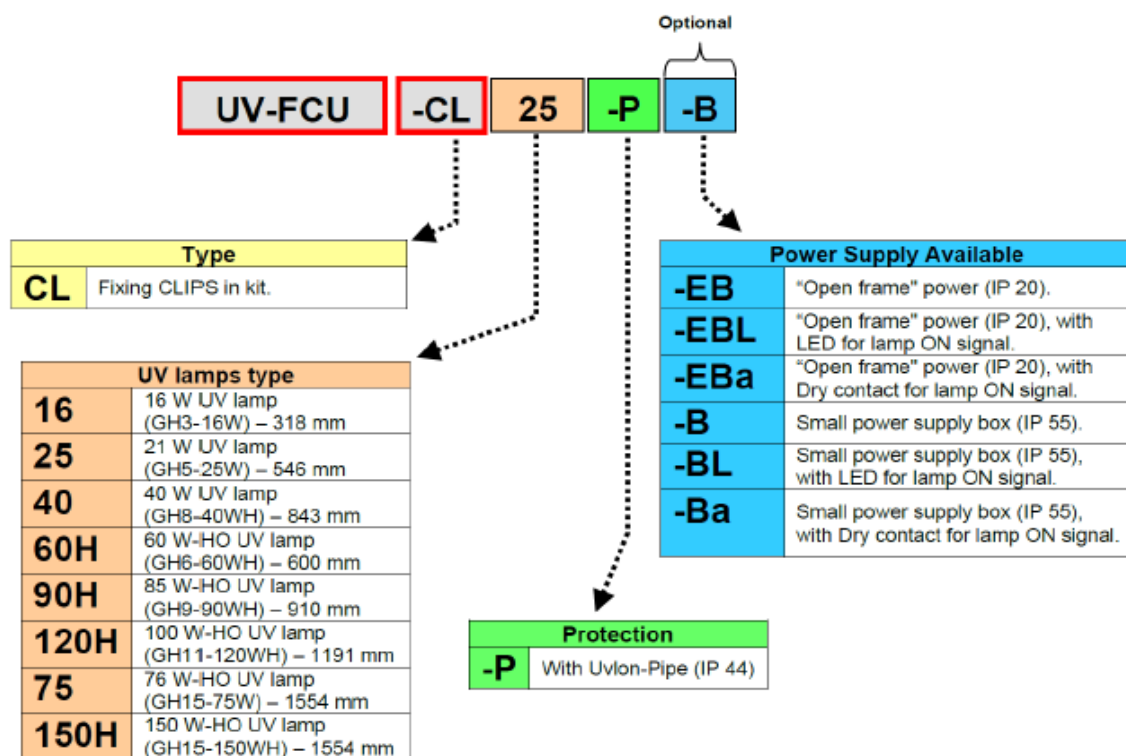 Optional
UV-FCU -CL 25 -P -B
Type
CL Fixing CLIPS in kit.
UV lamps type
16 16 W UV lamp
(GH3-16W) – 318 mm
25 21 W UV lamp
(GH5-25W) – 546 mm
40 40 W UV lamp
(GH8-40WH) – 843 mm
60H 60 W-HO UV lamp
(GH6-60WH) – 600 mm
90H 85 W-HO UV lamp
(GH9-90WH) – 910 mm
120H 100 W-HO UV lamp
(GH11-120WH) – 1191 mm
75 76 W-HO UV lamp
(GH15-75W) – 1554 mm
150H 150 W-HO UV lamp
(GH15-150WH) – 1554 mm
Protection
-P With Uvlon-Pipe (IP 44)
Power Supply Available
-EB "Open frame" power (IP 20).
-EBL "Open frame" power (IP 20), with
LED for lamp ON signal.
-EBa "Open frame" power (IP 20), with
Dry contact for lamp ON signal.
-B Small power supply box (IP 55).
-BL Small power supply box (IP 55),
with LED for lamp ON signal.
-Ba Small power supply box (IP 55),
with Dry contact for lamp ON signal.